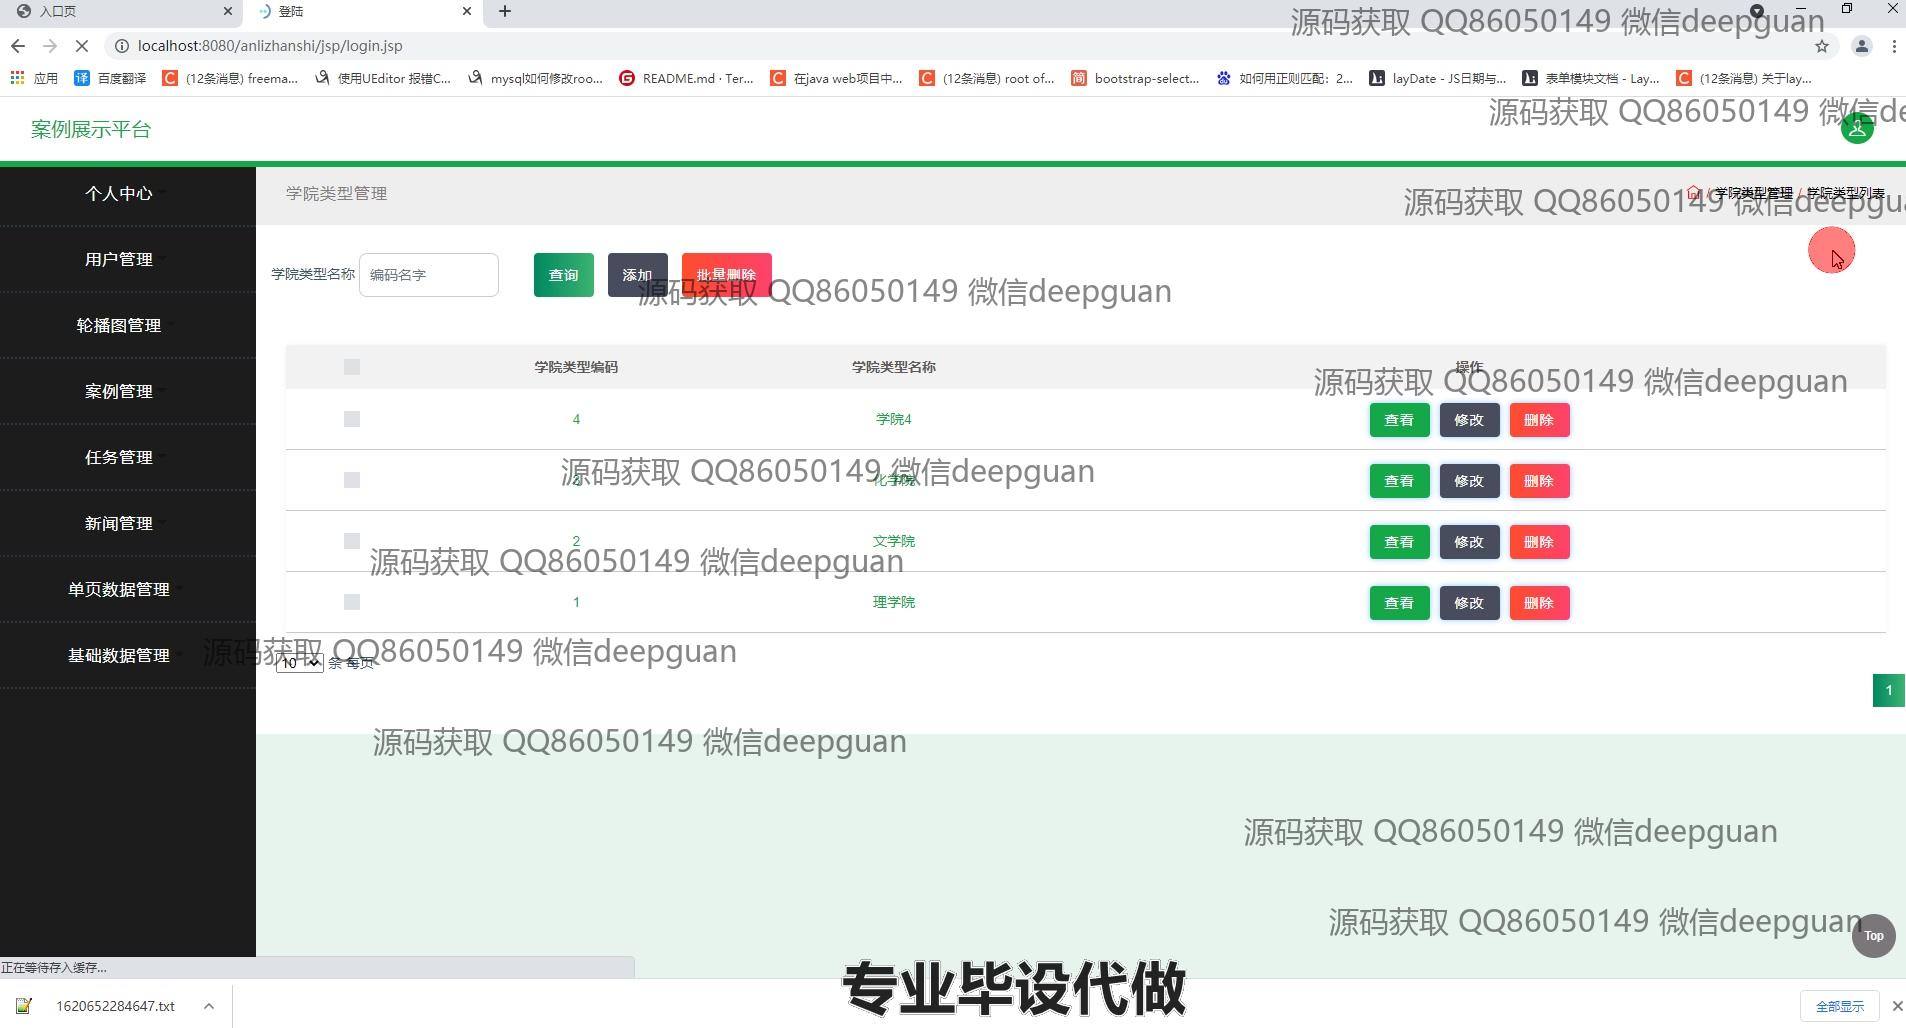 入口页
登陆
源码获取 QQ86050149 微信deepguan
localhost:8080/anlizhanshi/jsp/login.jsp
应用
百度翻译
(12条消息) freema...
使用UEditor 报错C...
mysql如何修改roo...
README.md · Ter...
在java web项目中...
(12条消息) root of...
bootstrap-select...
如何用正则匹配：2...
layDate - JS日期与...
表单模块文档 - Lay...
(12条消息) 关于lay...
案例展示平台
源码获取 QQ86050149 微信de
个人中心
学院类型管理
/ 学院类型管理 / 学院类型列表
源码获取 QQ86050149 微信deepgua
用户管理
学院类型名称 编码名字 查询 添加 批量删除
源码获取 QQ86050149 微信deepguan
轮播图管理
学院类型编码 学院类型名称 操作
源码获取 QQ86050149 微信deepguan
案例管理
4 学院4 查看 修改 删除
任务管理
源码获取 QQ86050149 微信deepguan
3 化学院 查看 修改 删除
新闻管理
2 文学院 查看 修改 删除
源码获取 QQ86050149 微信deepguan
单页数据管理
1 理学院 查看 修改 删除
基础数据管理
源码获取 QQ86050149 微信deepguan
10 条 每页
1
源码获取 QQ86050149 微信deepguan
源码获取 QQ86050149 微信deepguan
源码获取 QQ86050149 微信deepguan
Top
正在等待存入缓存...
专业毕设代做
1620652284647.txt
全部显示